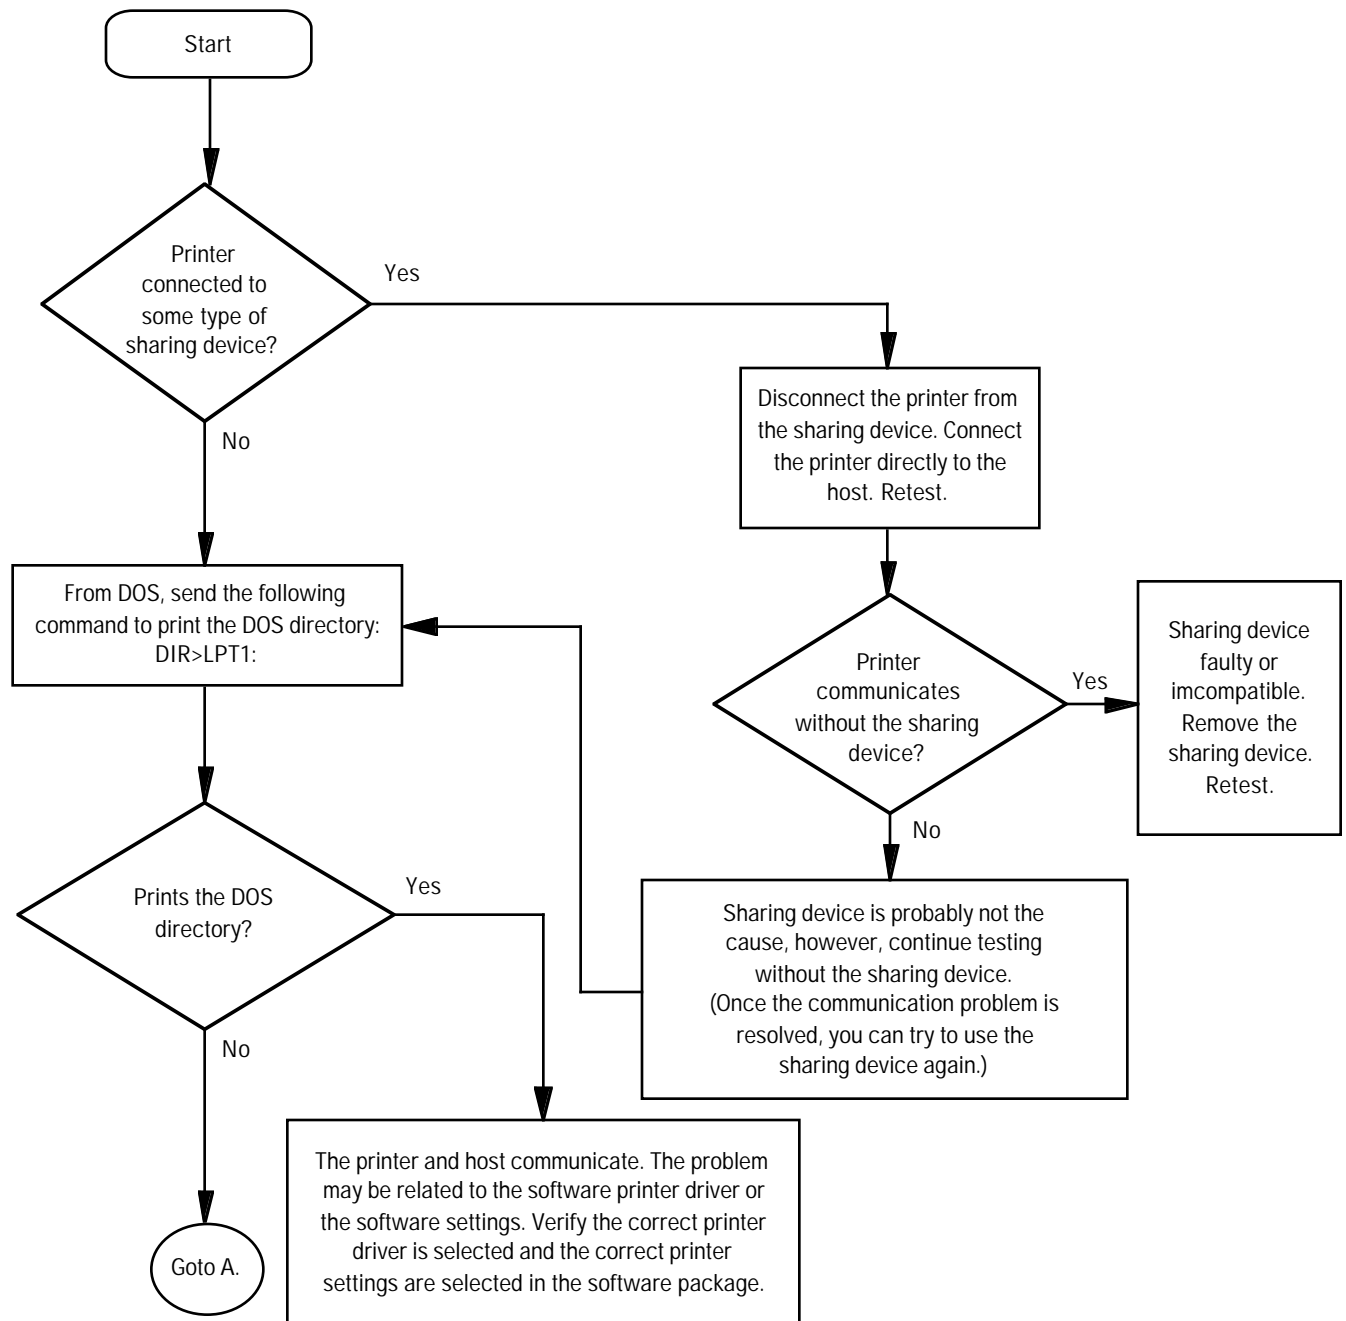 Start
Printer
connected to
some type of
sharing device?
Yes
No
Disconnect the printer from
the sharing device. Connect
the printer directly to the
host. Retest.
From DOS, send the following
command to print the DOS directory:
DIR>LPT1:
Printer
communicates
without the sharing
device?
Yes
No
Sharing device
faulty or
imcompatible.
Remove the
sharing device.
Retest.
Prints the DOS
directory?
Yes
No
Sharing device is probably not the
cause, however, continue testing
without the sharing device.
(Once the communication problem is
resolved, you can try to use the
sharing device again.)
The printer and host communicate. The problem
may be related to the software printer driver or
the software settings. Verify the correct printer
driver is selected and the correct printer
settings are selected in the software package.
Goto A.